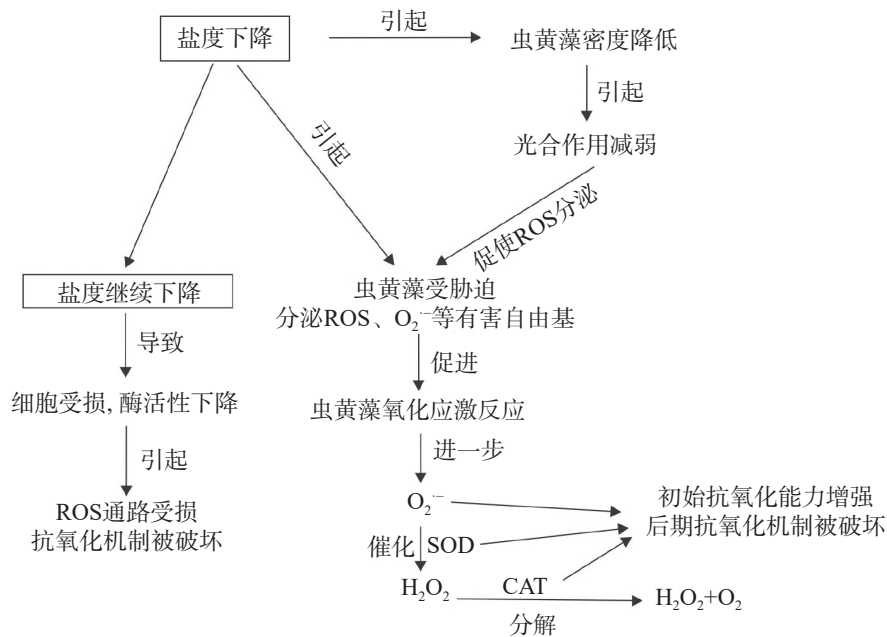 盐度下降
引起
虫黄藻密度降低
引起
引起
光合作用减弱
促使ROS分泌
盐度继续下降
虫黄藻受胁迫
分泌ROS、O₂·⁻等有害自由基
导致
促进
细胞受损, 酶活性下降
虫黄藻氧化应激反应
引起
进一步
ROS通路受损
抗氧化机制被破坏
O₂·⁻
初始抗氧化能力增强
后期抗氧化机制被破坏
催化 SOD
H₂O₂
CAT
分解
H₂O₂+O₂